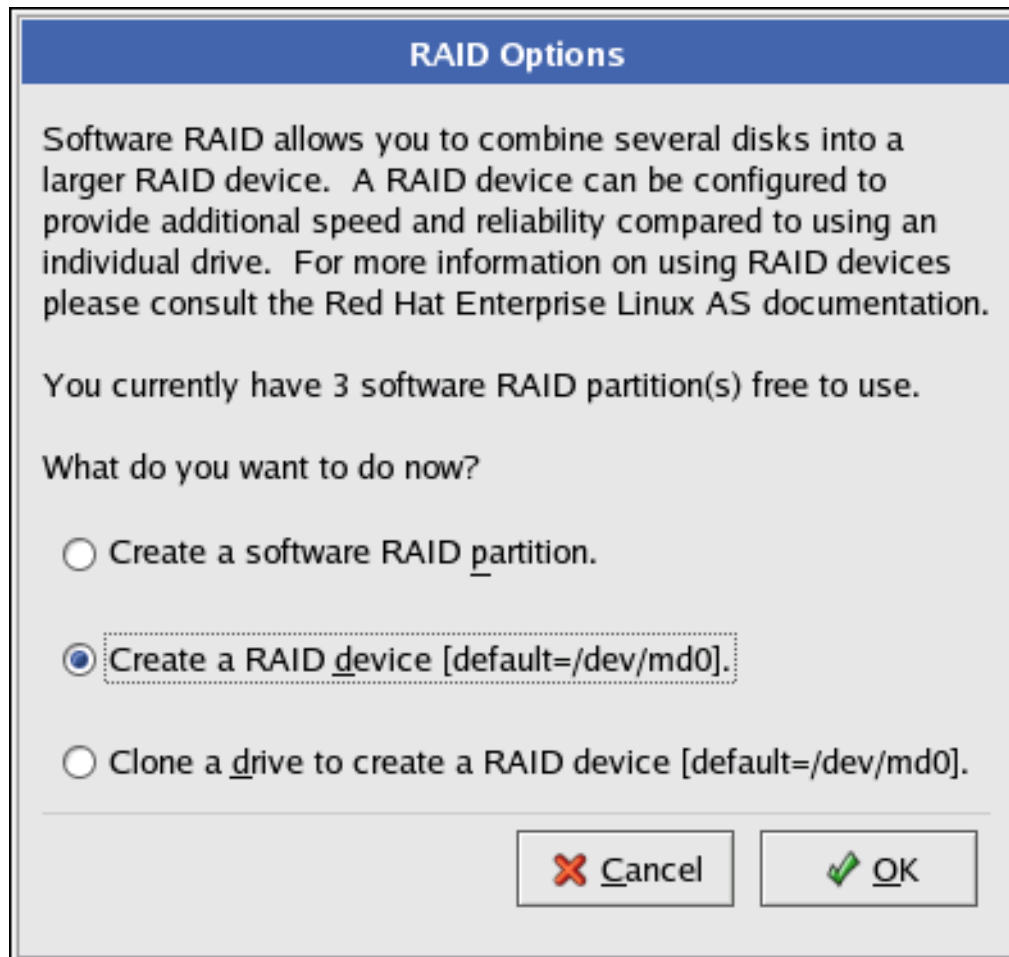 RAID Options
Software RAID allows you to combine several disks into a
larger RAID device.  A RAID device can be configured to
provide additional speed and reliability compared to using an
individual drive.  For more information on using RAID devices
please consult the Red Hat Enterprise Linux AS documentation.
You currently have 3 software RAID partition(s) free to use.
What do you want to do now?
Create a software RAID partition.
Create a RAID device [default=/dev/md0].
Clone a drive to create a RAID device [default=/dev/md0].
Cancel
OK